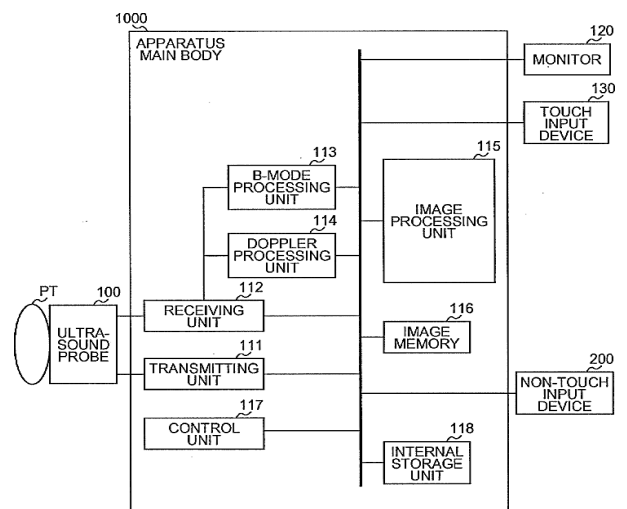 1000
APPARATUS
MAIN BODY
120
MONITOR
130
TOUCH
INPUT
DEVICE
113
B-MODE
PROCESSING
UNIT
115
IMAGE
PROCESSING
UNIT
114
DOPPLER
PROCESSING
UNIT
PT
100
ULTRA-
SOUND
PROBE
112
RECEIVING
UNIT
116
IMAGE
MEMORY
111
TRANSMITTING
UNIT
200
NON-TOUCH
INPUT
DEVICE
117
CONTROL
UNIT
118
INTERNAL
STORAGE
UNIT